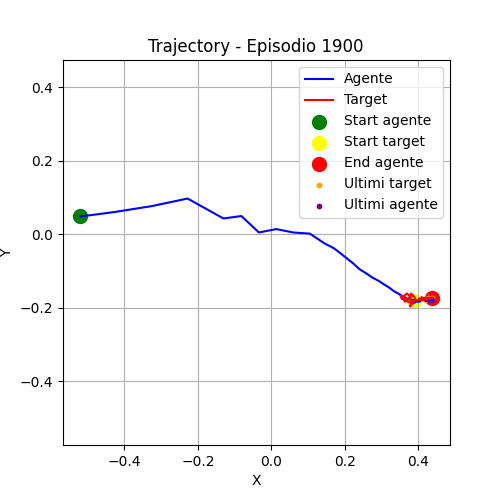 Trajectory - Episodio 1900
Agente
Target
Start agente
Start target
End agente
Ultimi target
Ultimi agente
0.4
0.2
0.0
−0.2
−0.4
Y
−0.4
−0.2
0.0
0.2
0.4
X